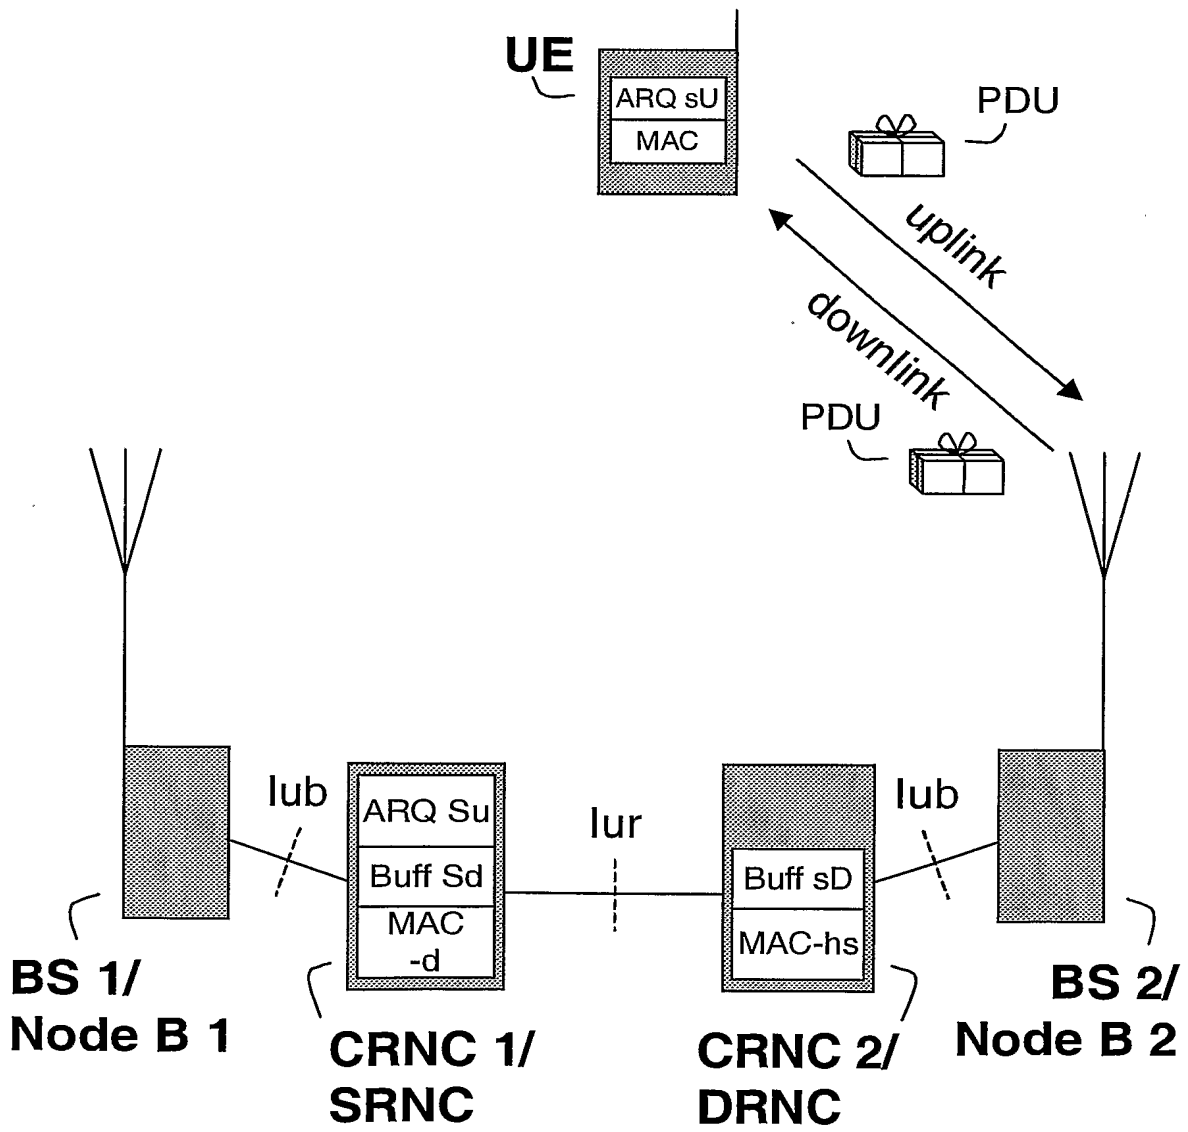 UE
ARQ sU
MAC
PDU
uplink
downlink
PDU
Iub
ARQ Su
Buff Sd
MAC
-d
Iur
Buff sD
MAC-hs
Iub
BS 1/
Node B 1
CRNC 1/
SRNC
CRNC 2/
DRNC
BS 2/
Node B 2